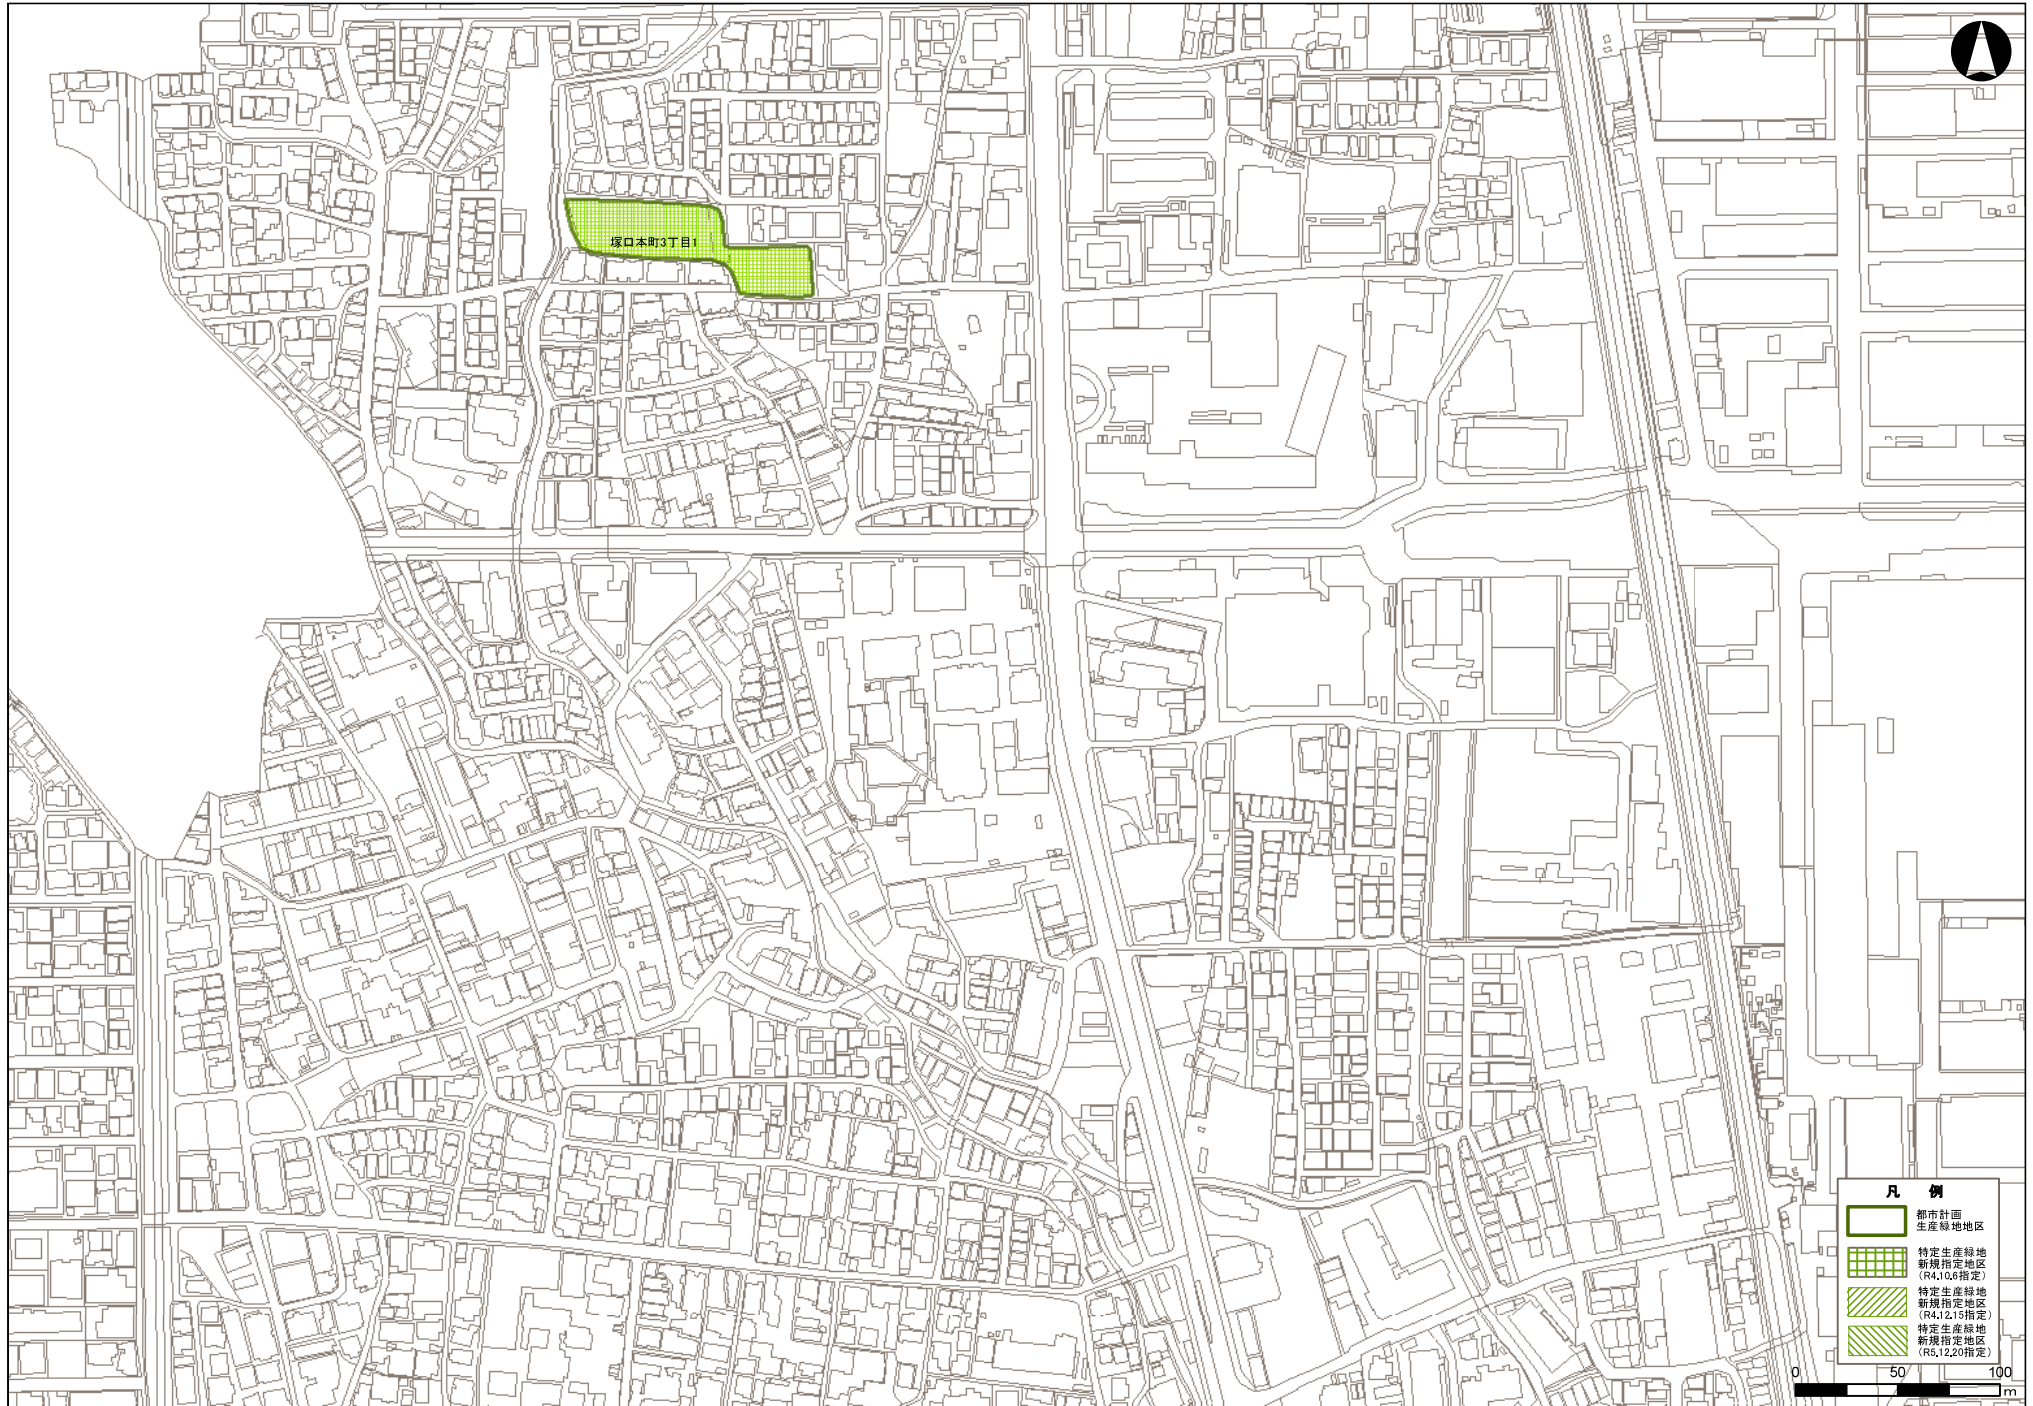 塚口本町3丁目1
凡 例
都市計画
生産緑地地区
特定生産緑地
新規指定地区
(R4.10.6指定)
特定生産緑地
新規指定地区
(R4.12.15指定)
特定生産緑地
新規指定地区
(R5.12.20指定)
0 50 100
m